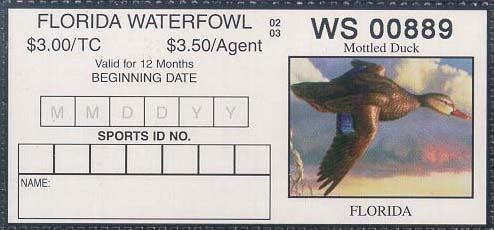 FLORIDA WATERFOWL 02 03
$3.00/TC $3.50/Agent
Valid for 12 Months
BEGINNING DATE
M M D D Y Y
SPORTS ID NO.
NAME:
WS 00889
Mottled Duck
FLORIDA